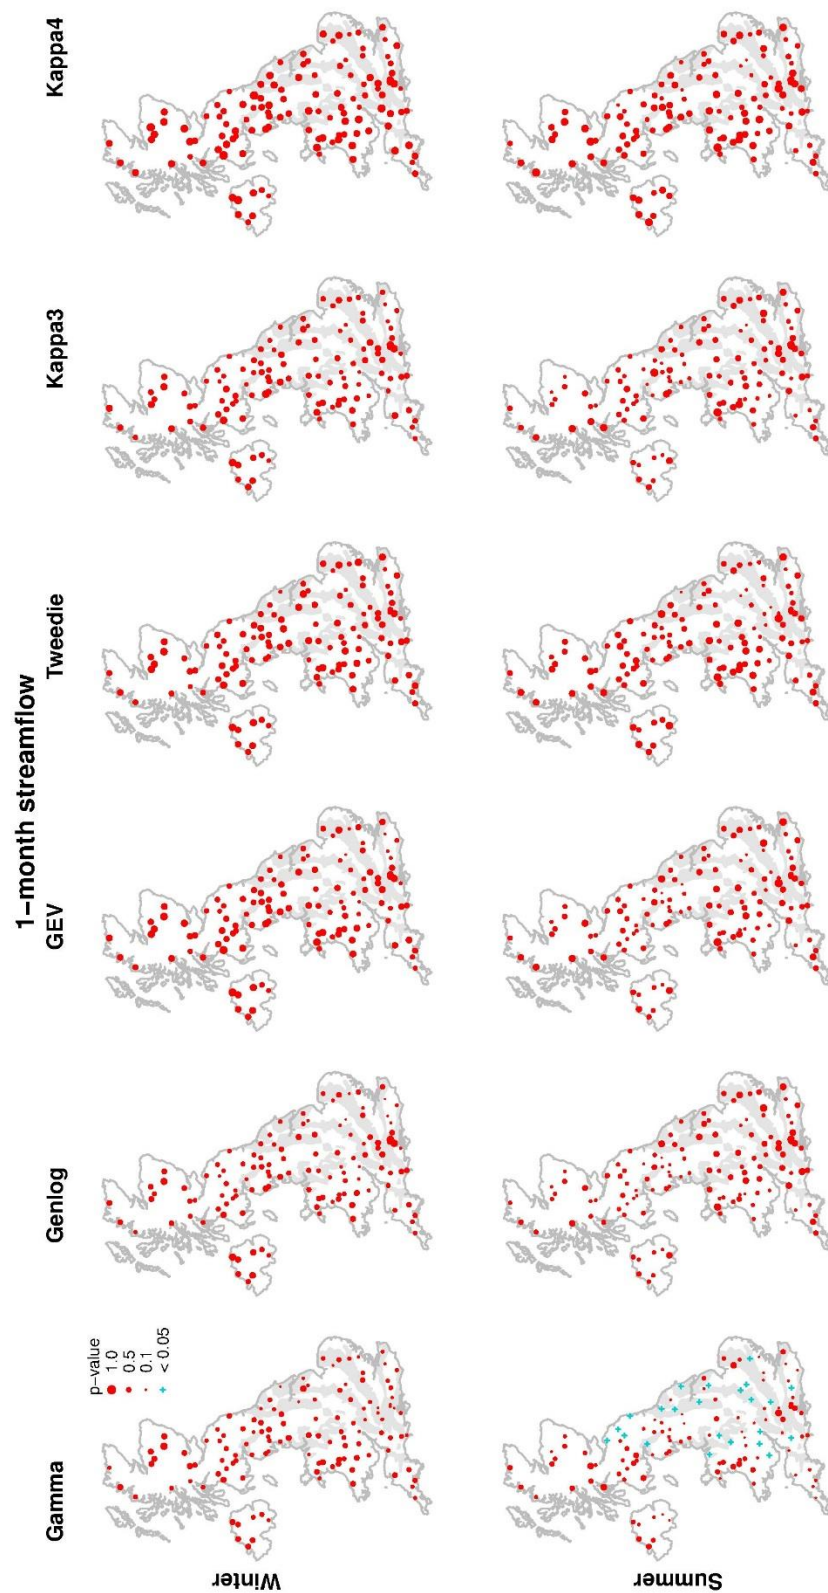 1−month streamflow
Gamma Genlog GEV Tweedie Kappa3 Kappa4
p−value
1.0
0.5
0.1
< 0.05
Winter
Summer